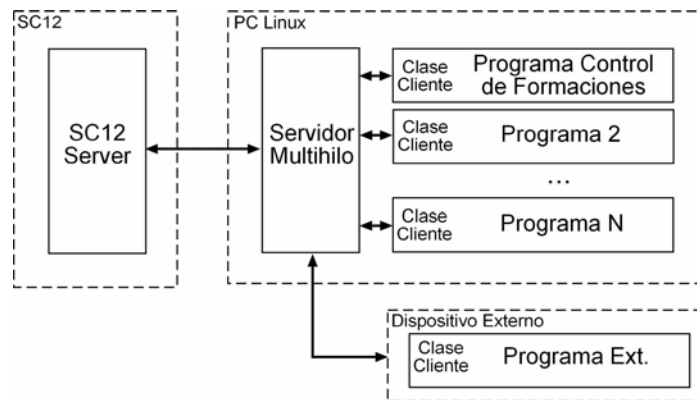 SC12
SC12
Server
PC Linux
Servidor
Multihilo
Clase
Cliente
Programa Control
de Formaciones
Clase
Cliente
Programa 2
...
Clase
Cliente
Programa N
Dispositivo Externo
Clase
Cliente
Programa Ext.